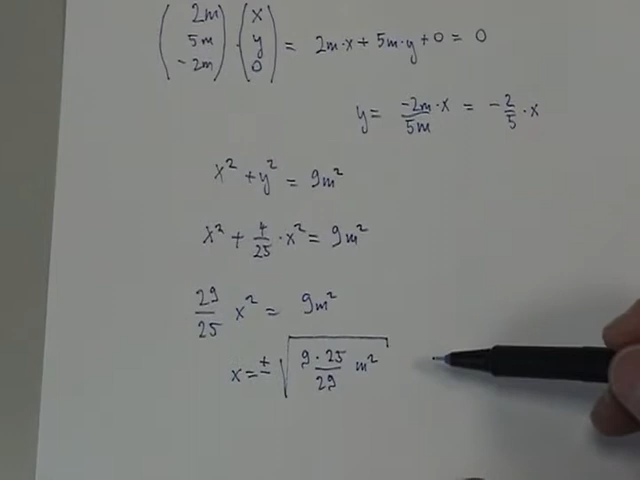 (2m 5m -2m) · (x y 0) = 2m·x + 5m·y + 0 = 0
y = -2m·x/5m = -2/5·x
x² + y² = 9m²
x² + 4/25·x² = 9m²
29/25 x² = 9m²
x = ± √(9·25/29 m²)